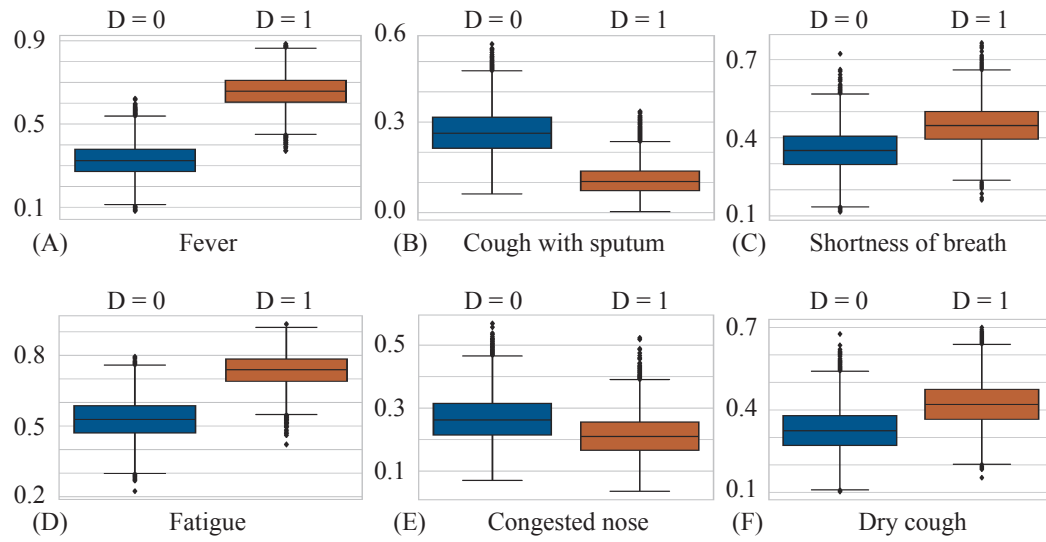 D = 0 D = 1
0.9
0.5
0.1
(A) Fever
D = 0 D = 1
0.6
0.3
0.0
(B) Cough with sputum
D = 0 D = 1
0.7
0.4
0.1
(C) Shortness of breath
D = 0 D = 1
0.8
0.5
0.2
(D) Fatigue
D = 0 D = 1
0.5
0.3
0.1
(E) Congested nose
D = 0 D = 1
0.7
0.4
0.1
(F) Dry cough